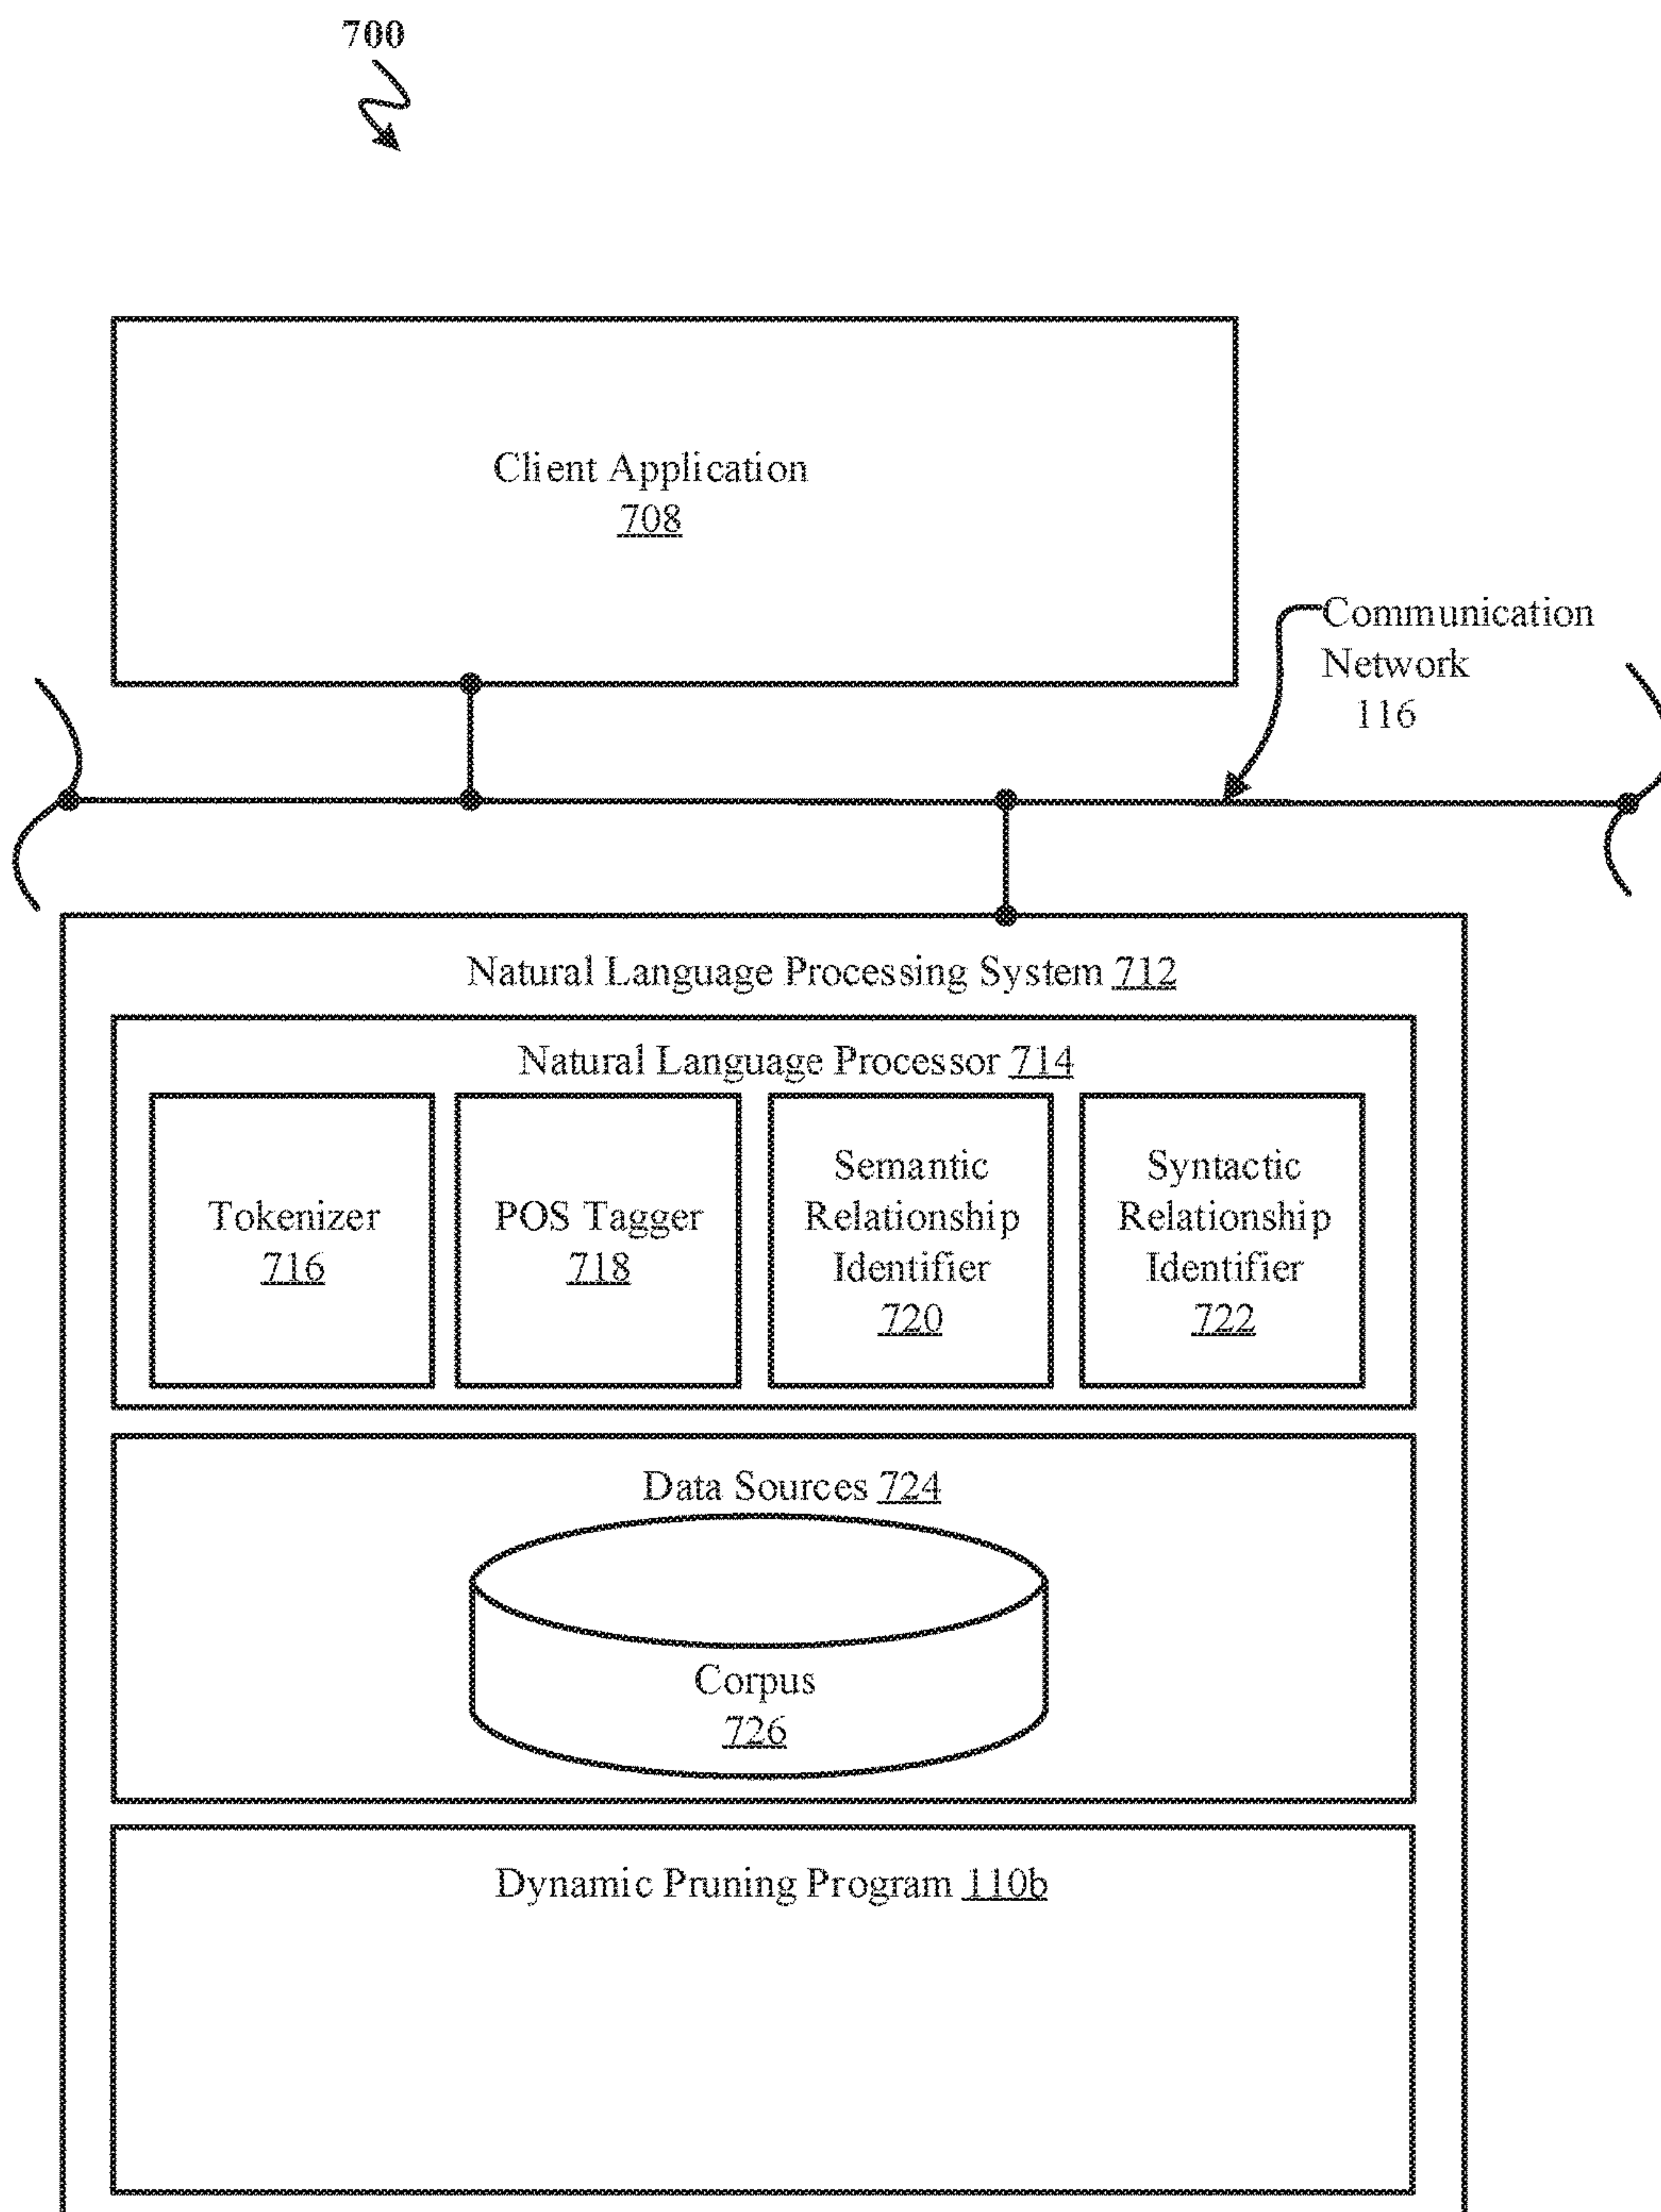 700
Client Application
708
Communication
Network
116
Natural Language Processing System 712
Natural Language Processor 714
Tokenizer
716
POS Tagger
718
Semantic
Relationship
Identifier
720
Syntactic
Relationship
Identifier
722
Data Sources 724
Corpus
726
Dynamic Pruning Program 110b